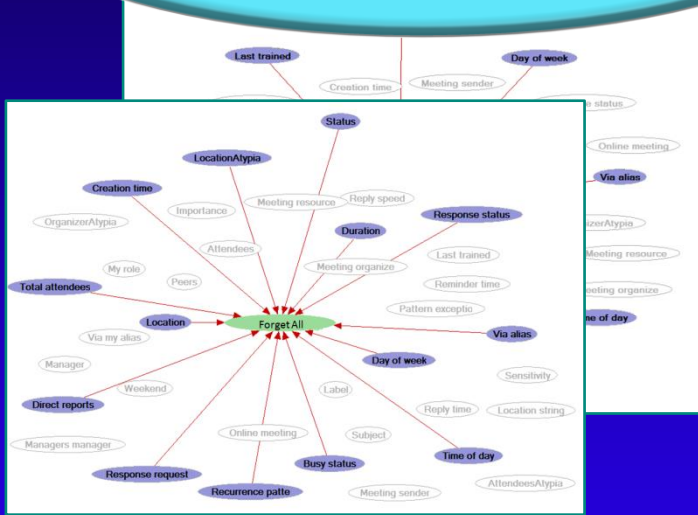 Last trained
Day of week
Creation time
Meeting sender
status
Online meeting
Via alias
izerAtypia
Meeting resource
eeting organize
ne of day
Status
LocationAtypia
Creation time
Meeting resource
Reply speed
Importance
Response status
OrganizerAtypia
Duration
Attendees
Last trained
Meeting organize
My role
Peers
Reminder time
Total attendees
Pattern exceptio
Location
Forget All
Via my alias
Via alias
Day of week
Manager
Sensitivity
Weekend
Label
Direct reports
Reply time
Location string
Online meeting
Subject
Managers manager
Time of day
Busy status
Response request
AttendeesAtypia
Recurrence patte
Meeting sender